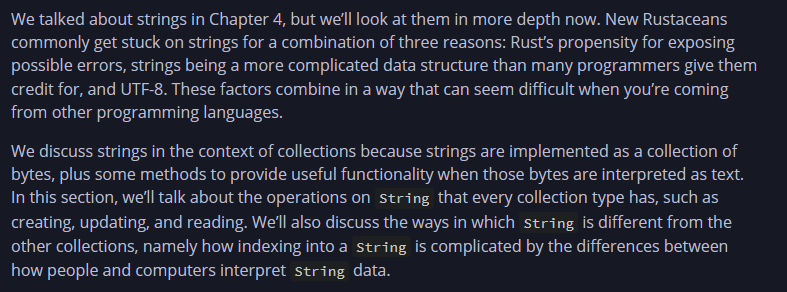 We talked about strings in Chapter 4, but we’ll look at them in more depth now. New Rustaceans
commonly get stuck on strings for a combination of three reasons: Rust’s propensity for exposing
possible errors, strings being a more complicated data structure than many programmers give them
credit for, and UTF-8. These factors combine in a way that can seem difficult when you’re coming
from other programming languages.
We discuss strings in the context of collections because strings are implemented as a collection of
bytes, plus some methods to provide useful functionality when those bytes are interpreted as text.
In this section, we’ll talk about the operations on String that every collection type has, such as
creating, updating, and reading. We’ll also discuss the ways in which String is different from the
other collections, namely how indexing into a String is complicated by the differences between
how people and computers interpret String data.